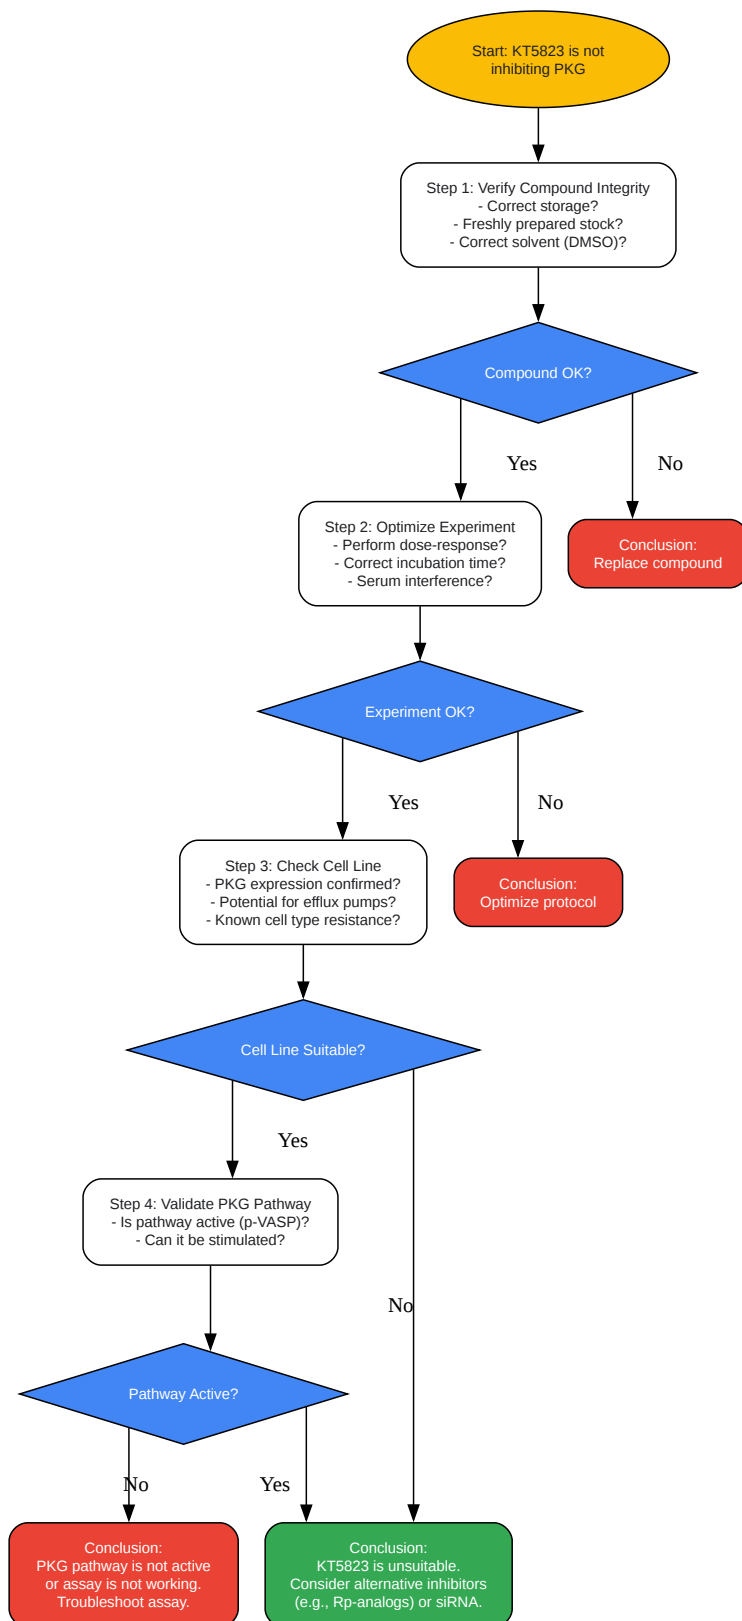 Start: KT5823 is not
inhibiting PKG
Step 1: Verify Compound Integrity
- Correct storage?
- Freshly prepared stock?
- Correct solvent (DMSO)?
Compound OK?
Yes
No
Step 2: Optimize Experiment
- Perform dose-response?
- Correct incubation time?
- Serum interference?
Conclusion:
Replace compound
Experiment OK?
Yes
No
Step 3: Check Cell Line
- PKG expression confirmed?
- Potential for efflux pumps?
- Known cell type resistance?
Conclusion:
Optimize protocol
Cell Line Suitable?
Yes
Step 4: Validate PKG Pathway
- Is pathway active (p-VASP)?
- Can it be stimulated?
No
Pathway Active?
No
Yes
Conclusion:
PKG pathway is not active
or assay is not working.
Troubleshoot assay.
Conclusion:
KT5823 is unsuitable.
Consider alternative inhibitors
(e.g., Rp-analogs) or siRNA.